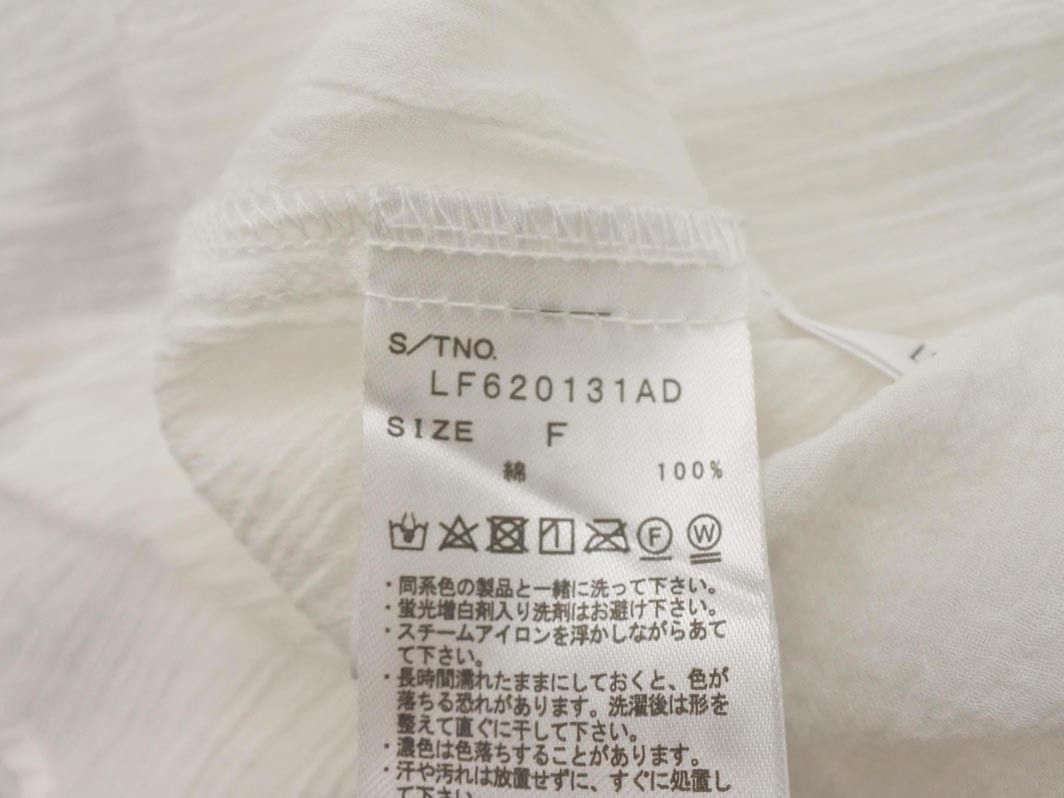 S/TNO.
LF620131AD
SIZE F
綿 100%
F W
・同系色の製品と一緒に洗って下さい。
・蛍光増白剤入り洗剤はお避け下さい。
・スチームアイロンを浮かしながらあて
て下さい。
・長時間濡れたままにしておくと、色が
落ちる恐れがあります。洗濯後は形を
整えて直ぐに干して下さい。
・濃色は色落ちすることがあります。
・汗や汚れは放置せずに、すぐに処置し
て下さい